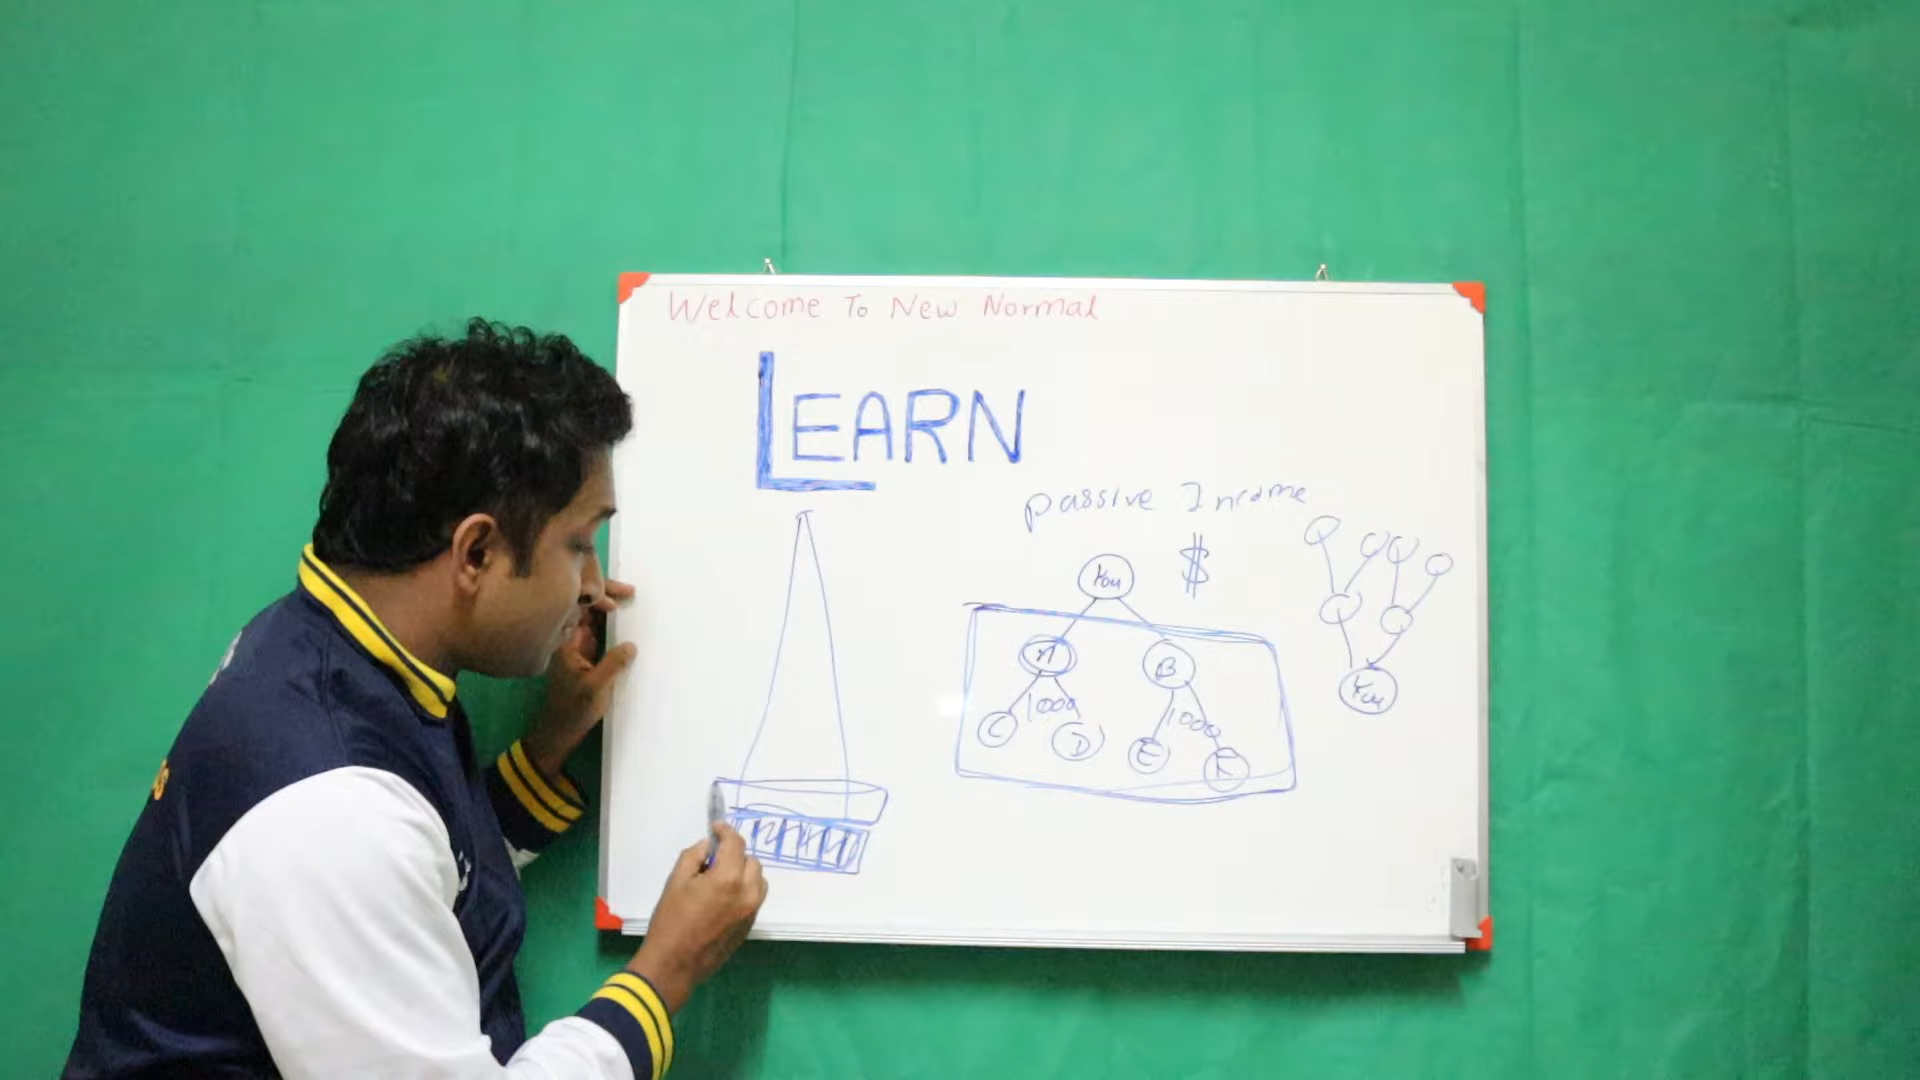 Welcome To New Normal
LEARN
Passive Income
$
You
A
B
1000
1000
C
D
E
F
You